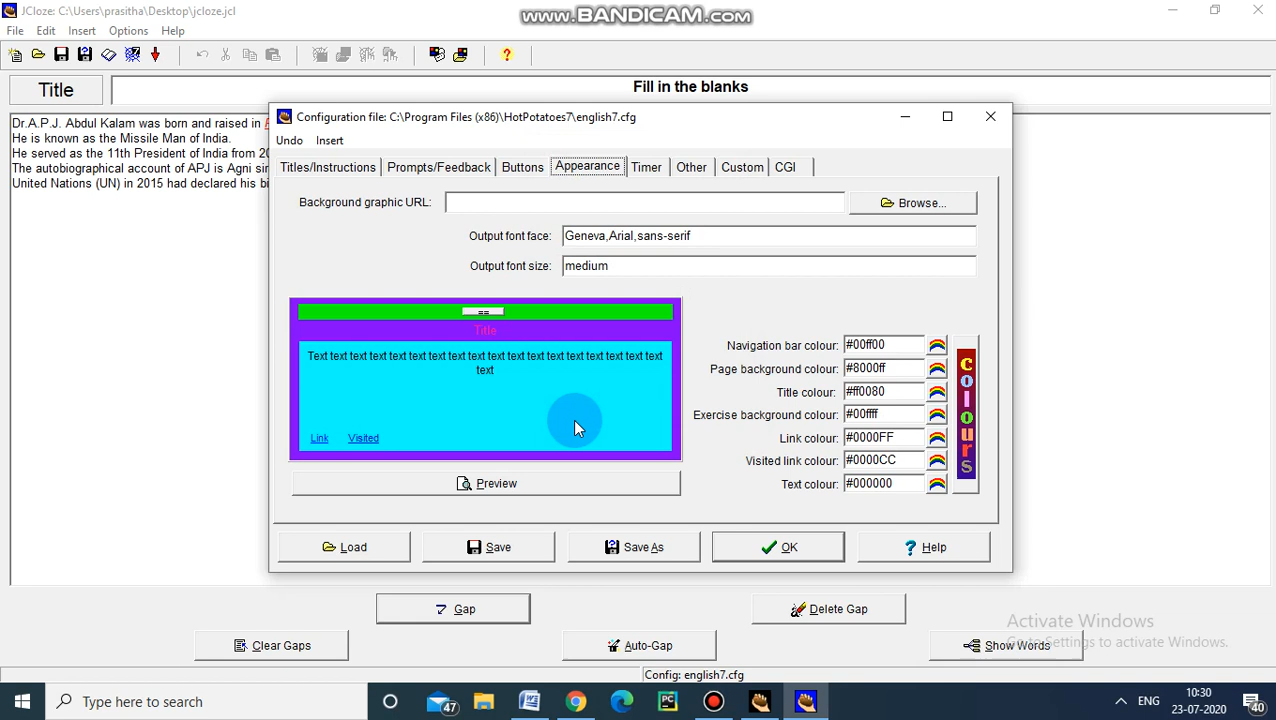 JCloze: C:\Users\prasitha\Desktop\jcloze.jcl
www.BANDICAM.com
File Edit Insert Options Help
Title
Fill in the blanks
Dr.A.P.J. Abdul Kalam was born and raised in
He is known as the Missile Man of India.
He served as the 11th President of India from 20
The autobiographical account of APJ is Agni sir
United Nations (UN) in 2015 had declared his bi
Configuration file: C:\Program Files (x86)\HotPotatoes7\english7.cfg
Undo Insert
Titles/Instructions Prompts/Feedback Buttons Appearance Timer Other Custom CGI
Background graphic URL: Browse...
Output font face: Geneva,Arial,sans-serif
Output font size: medium
==
Title
Text text text text text text text text text text text text text text text text text text
text
Link Visited
Preview
Navigation bar colour: #00ff00
Page background colour: #8000ff
Title colour: #ff0080
Exercise background colour: #00ffff
Link colour: #0000FF
Visited link colour: #0000CC
Text colour: #000000
colours
Load Save Save As OK Help
Gap Delete Gap
Clear Gaps Auto-Gap Show Words
Activate Windows
Go to Settings to activate Windows.
Config: english7.cfg
Type here to search
47
ENG
10:30
23-07-2020
40